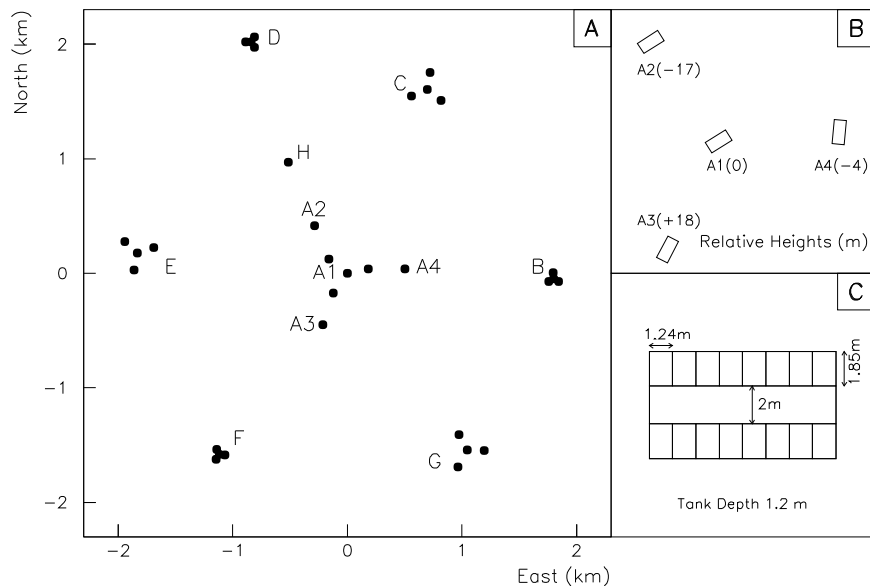 North (km)
2
1
0
−1
−2
−2
−1
0
1
2
East (km)
A
D
C
H
A2
E
A1
A4
B
A3
F
G
B
A2(−17)
A1(0)
A4(−4)
A3(+18)
Relative Heights (m)
C
1.24m
1.85m
2m
Tank Depth 1.2 m